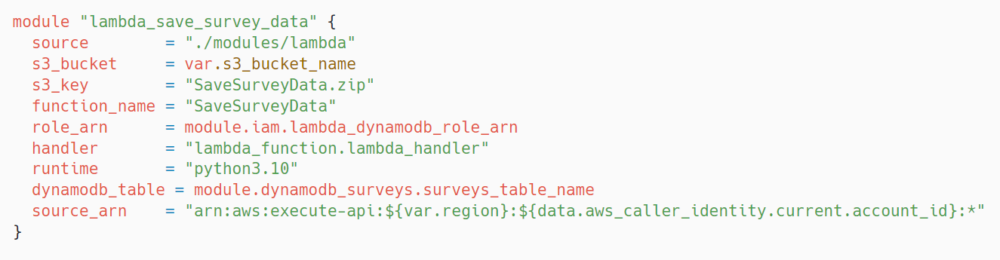 module "lambda_save_survey_data" {
  source        = "./modules/lambda"
  s3_bucket     = var.s3_bucket_name
  s3_key        = "SaveSurveyData.zip"
  function_name = "SaveSurveyData"
  role_arn      = module.iam.lambda_dynamodb_role_arn
  handler       = "lambda_function.lambda_handler"
  runtime       = "python3.10"
  dynamodb_table = module.dynamodb_surveys.surveys_table_name
  source_arn    = "arn:aws:execute-api:${var.region}:${data.aws_caller_identity.current.account_id}:*"
}